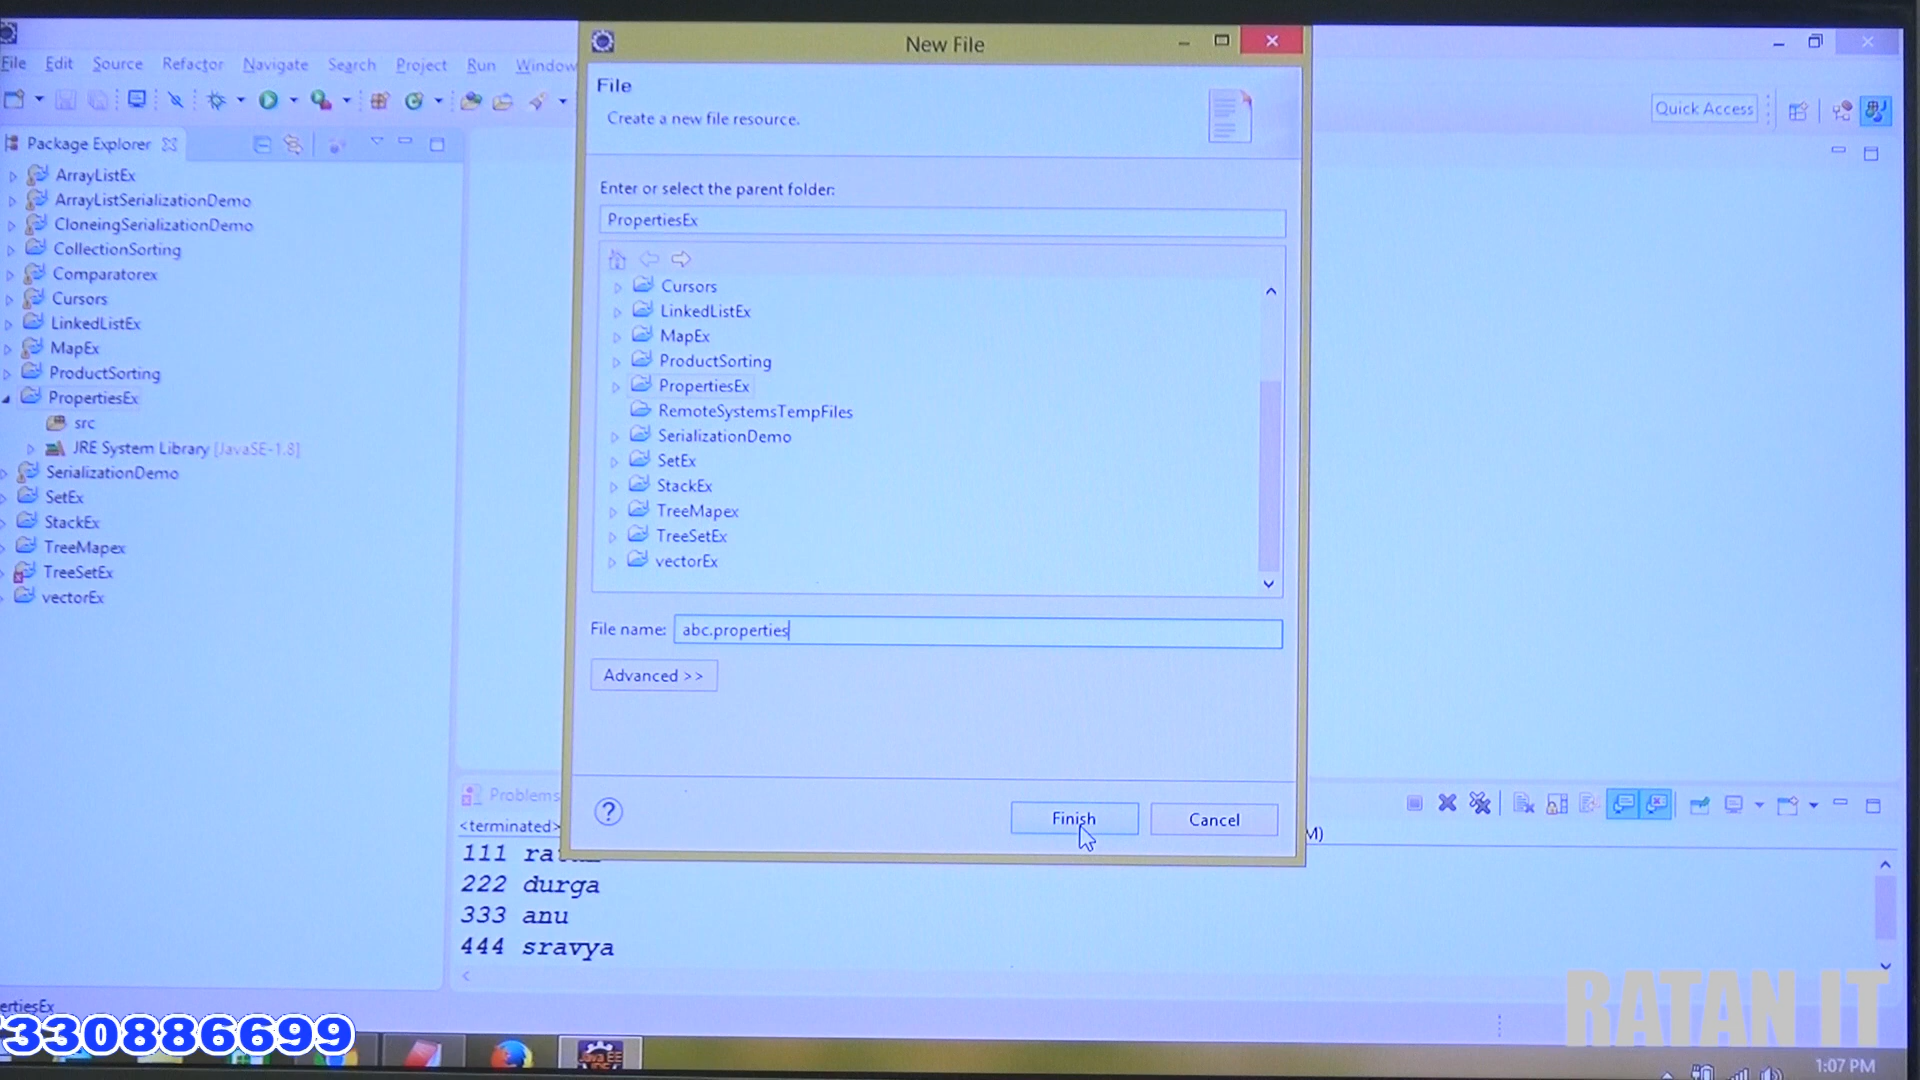 New File
File Edit Source Refactor Navigate Search Project Run Window
Quick Access
Package Explorer
ArrayListEx
ArrayListSerializationDemo
CloneingSerializationDemo
CollectionSorting
Comparatorex
Cursors
LinkedListEx
MapEx
ProductSorting
PropertiesEx
src
JRE System Library [JavaSE-1.8]
SerializationDemo
SetEx
StackEx
TreeMapex
TreeSetEx
vectorEx
File
Create a new file resource.
Enter or select the parent folder:
PropertiesEx
Cursors
LinkedListEx
MapEx
ProductSorting
PropertiesEx
RemoteSystemsTempFiles
SerializationDemo
SetEx
StackEx
TreeMapex
TreeSetEx
vectorEx
File name: abc.properties
Advanced >>
? Finish Cancel
Problems
<terminated> M)
111
222 durga
333 anu
444 sravya
ertiesEx
330886699
RATAN IT
Java EE
1:07 PM